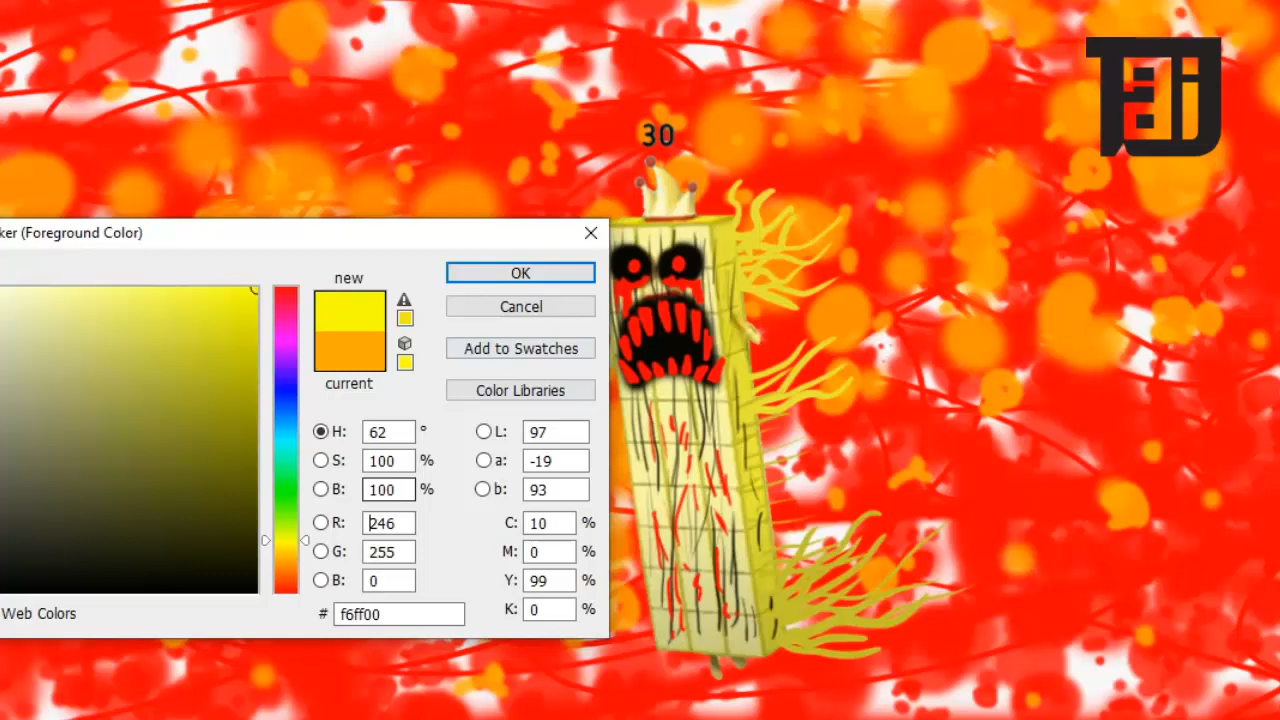 30
ker (Foreground Color)
new
current
OK
Cancel
Add to Swatches
Color Libraries
H: 62 °
S: 100 %
B: 100 %
R: 246
G: 255
B: 0
L: 97
a: -19
b: 93
C: 10 %
M: 0 %
Y: 99 %
K: 0 %
Web Colors
# f6ff00